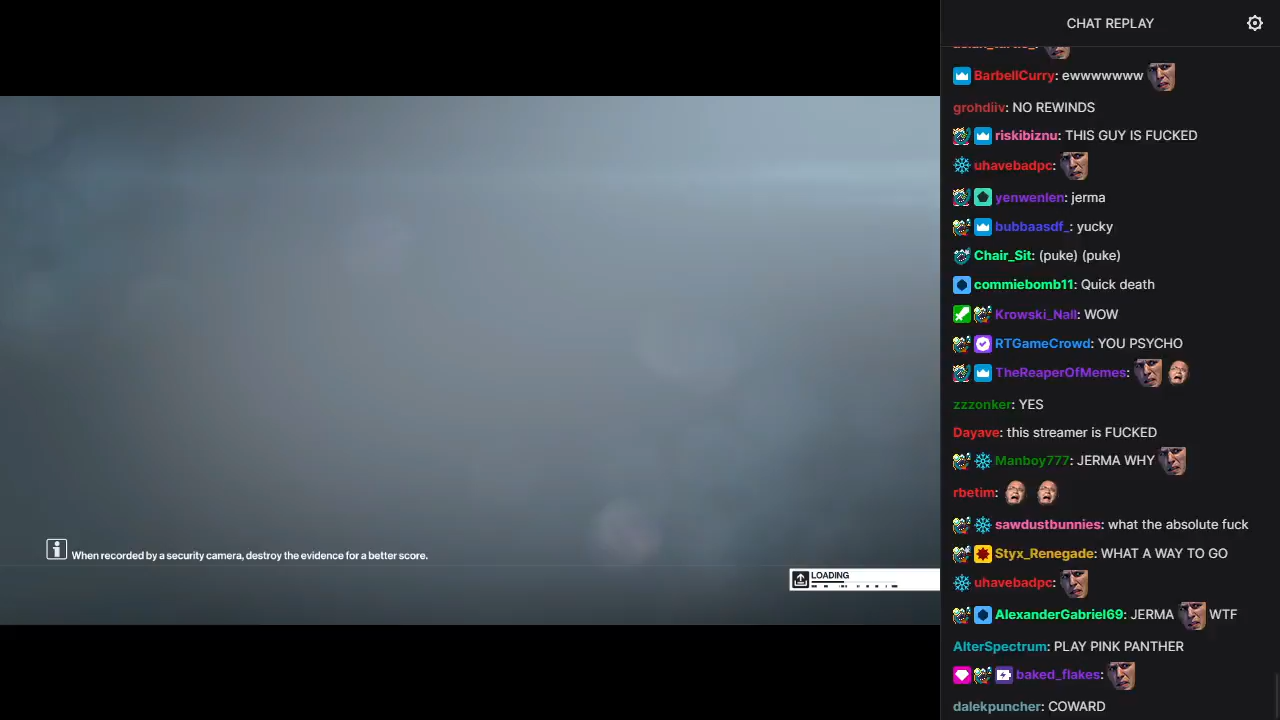 CHAT REPLAY
BarbellCurry: ewwwwwww
grohdiiv: NO REWINDS
riskibiznu: THIS GUY IS FUCKED
uhavebadpc:
yenwenlen: jerma
bubbaasdf_: yucky
Chair_Sit: (puke) (puke)
commiebomb11: Quick death
Krowski_Nall: WOW
RTGameCrowd: YOU PSYCHO
TheReaperOfMemes:
zzzonker: YES
Dayave: this streamer is FUCKED
Manboy777: JERMA WHY
rbetim:
sawdustbunnies: what the absolute fuck
Styx_Renegade: WHAT A WAY TO GO
uhavebadpc:
AlexanderGabriel69: JERMA WTF
AlterSpectrum: PLAY PINK PANTHER
baked_flakes:
dalekpuncher: COWARD
When recorded by a security camera, destroy the evidence for a better score.
LOADING